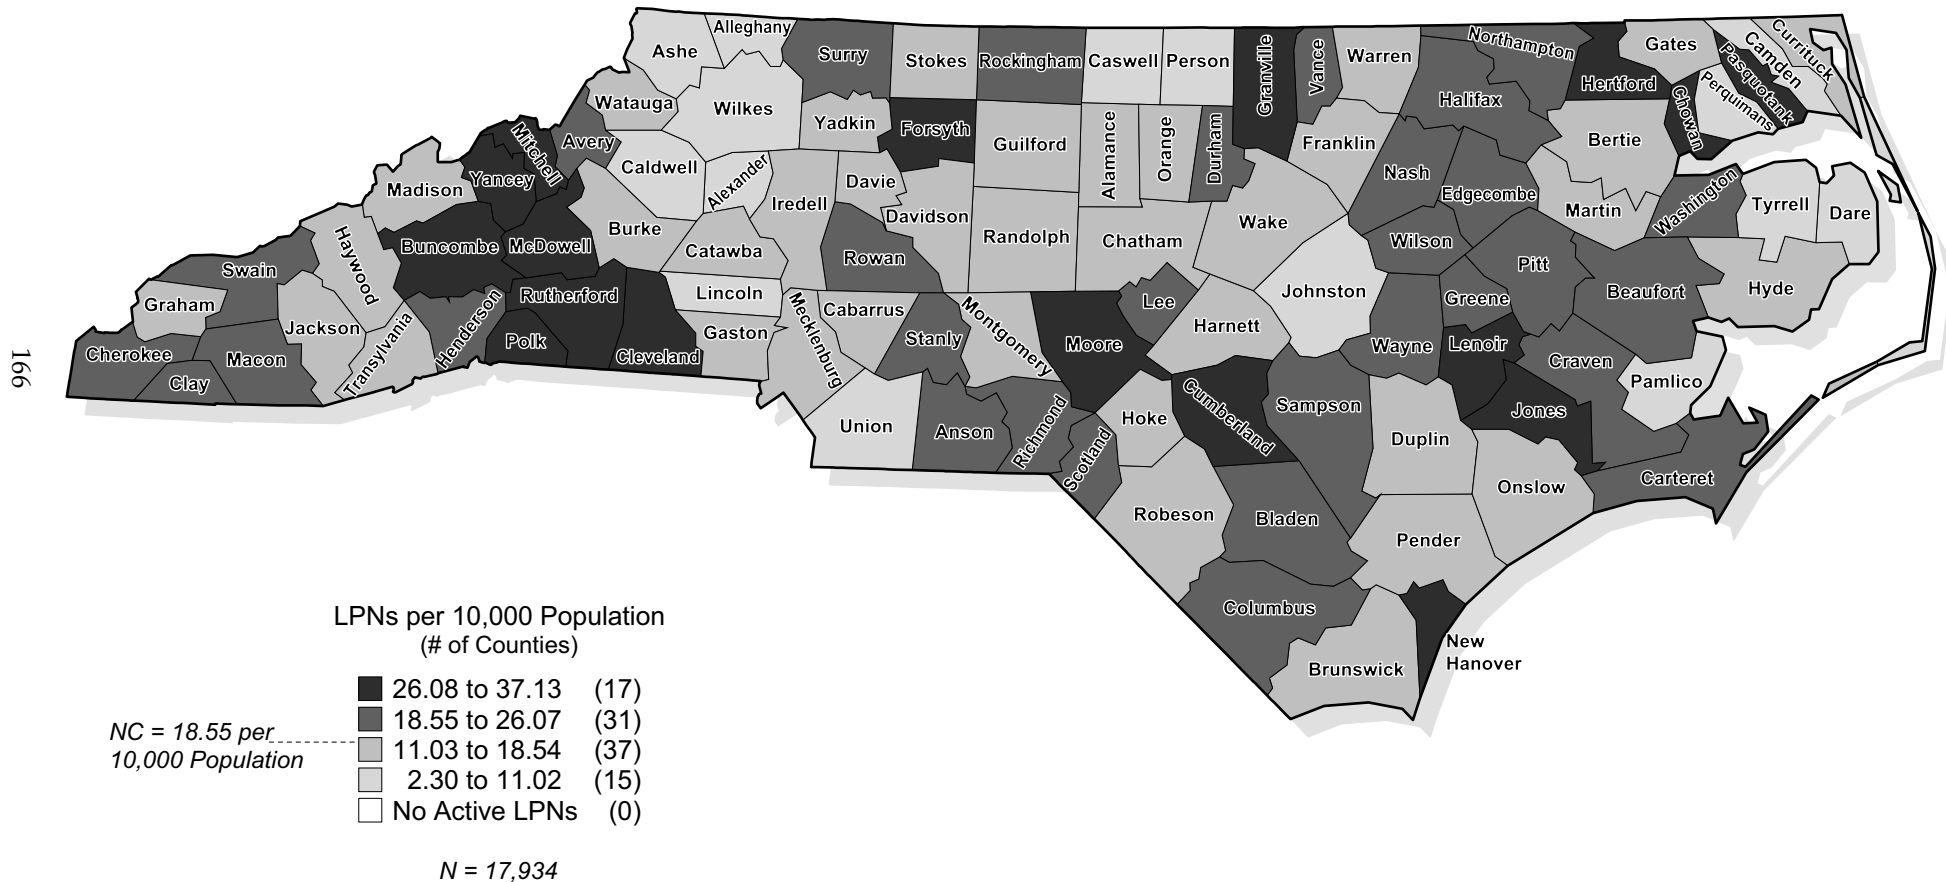 Alleghany
Ashe
Surry
Stokes
Rockingham
Caswell
Person
Granville
Vance
Warren
Northampton
Gates
Currituck
Camden
Pasquotank
Perquimans
Chowan
Hertford
Halifax
Bertie
Watauga
Wilkes
Yadkin
Forsyth
Guilford
Alamance
Orange
Durham
Franklin
Nash
Edgecombe
Martin
Washington
Tyrrell
Dare
Mitchell
Avery
Yancey
Madison
Caldwell
Alexander
Iredell
Davie
Davidson
Randolph
Chatham
Wake
Wilson
Pitt
Beaufort
Hyde
Haywood
Buncombe
McDowell
Burke
Catawba
Rowan
Swain
Graham
Jackson
Transylvania
Henderson
Rutherford
Polk
Cleveland
Lincoln
Gaston
Mecklenburg
Cabarrus
Stanly
Montgomery
Moore
Lee
Harnett
Johnston
Wayne
Greene
Lenoir
Craven
Pamlico
Cherokee
Clay
Macon
Union
Anson
Richmond
Scotland
Hoke
Cumberland
Sampson
Duplin
Jones
Onslow
Carteret
Robeson
Bladen
Pender
Columbus
Brunswick
New
Hanover
166
LPNs per 10,000 Population
(# of Counties)
26.08 to 37.13 (17)
18.55 to 26.07 (31)
11.03 to 18.54 (37)
2.30 to 11.02 (15)
No Active LPNs (0)
NC = 18.55 per
10,000 Population
N = 17,934